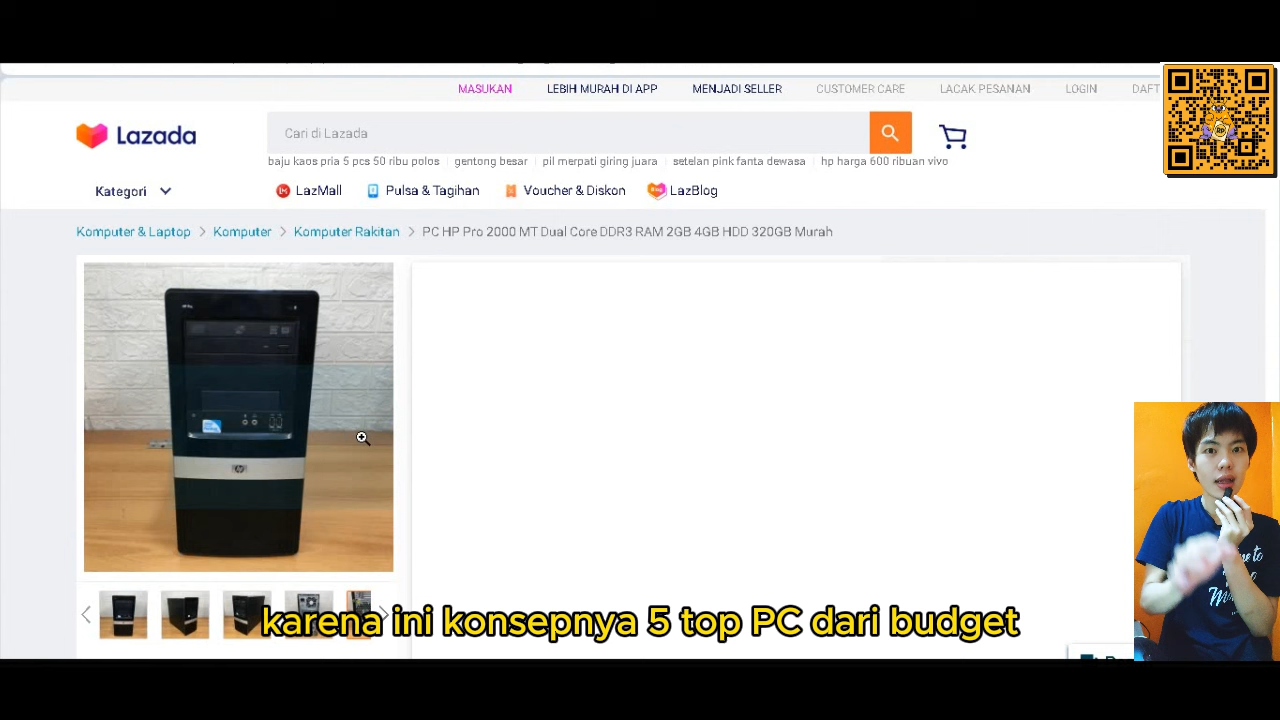 MASUKAN LEBIH MURAH DI APP MENJADI SELLER CUSTOMER CARE LACAK PESANAN LOGIN DAFT
Lazada
Cari di Lazada
baju kaos pria 5 pcs 50 ribu polos gentong besar pil merpati giring juara setelan pink fanta dewasa hp harga 600 ribuan vivo
Kategori LazMall Pulsa & Tagihan Voucher & Diskon LazBlog
Komputer & Laptop > Komputer > Komputer Rakitan > PC HP Pro 2000 MT Dual Core DDR3 RAM 2GB 4GB HDD 320GB Murah
hp
karena ini konsepnya 5 top PC dari budget